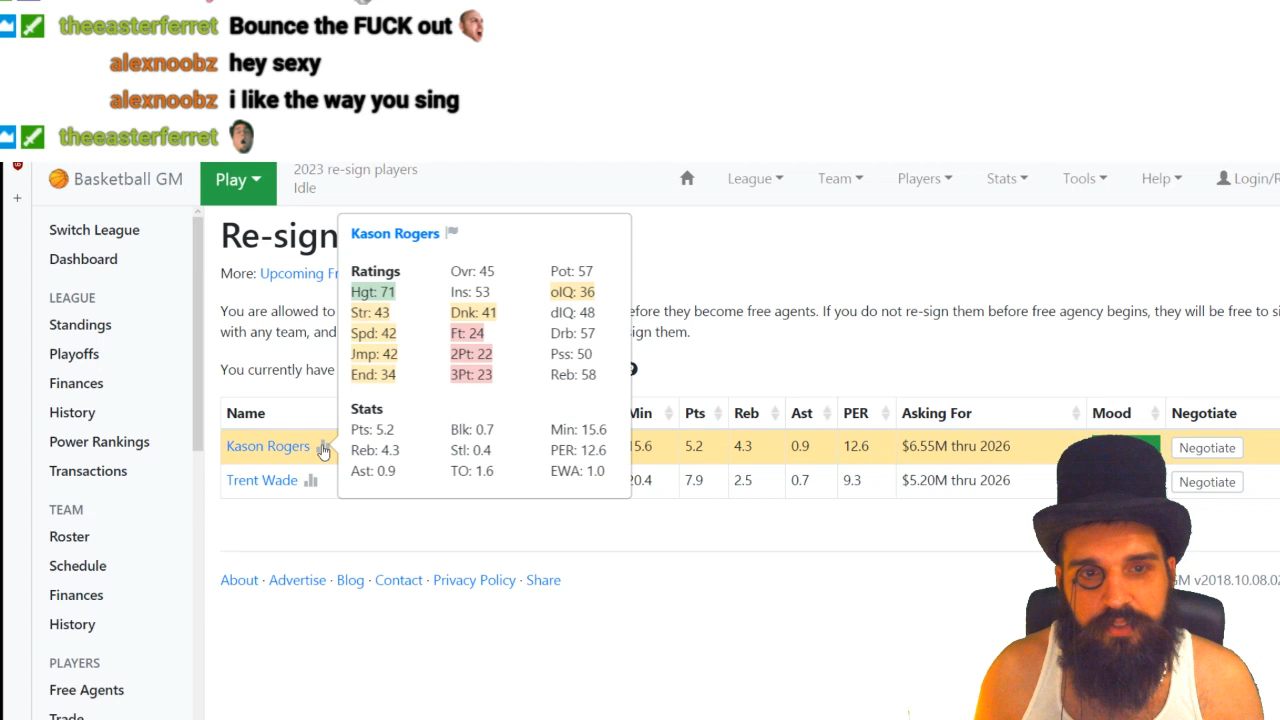 theeasterferret Bounce the FUCK out
alexnoobz hey sexy
alexnoobz i like the way you sing
theeasterferret
Basketball GM
Play
2023 re-sign players
Idle
League
Team
Players
Stats
Tools
Help
Login/R
Switch League
Dashboard
LEAGUE
Standings
Playoffs
Finances
History
Power Rankings
Transactions
TEAM
Roster
Schedule
Finances
History
PLAYERS
Free Agents
Trade
Re-sign
More: Upcoming Fr
You are allowed to
efore they become free agents. If you do not re-sign them before free agency begins, they will be free to si
with any team, and
sign them.
You currently have
Kason Rogers
Ratings Ovr: 45 Pot: 57
Hgt: 71 Ins: 53 oIQ: 36
Str: 43 Dnk: 41 dIQ: 48
Spd: 42 Ft: 24 Drb: 57
Jmp: 42 2Pt: 22 Pss: 50
End: 34 3Pt: 23 Reb: 58
Stats
Pts: 5.2 Blk: 0.7 Min: 15.6
Reb: 4.3 Stl: 0.4 PER: 12.6
Ast: 0.9 TO: 1.6 EWA: 1.0
Name Min Pts Reb Ast PER Asking For Mood Negotiate
Kason Rogers 15.6 5.2 4.3 0.9 12.6 $6.55M thru 2026 Negotiate
Trent Wade 20.4 7.9 2.5 0.7 9.3 $5.20M thru 2026 Negotiate
About · Advertise · Blog · Contact · Privacy Policy · Share
GM v2018.10.08.02